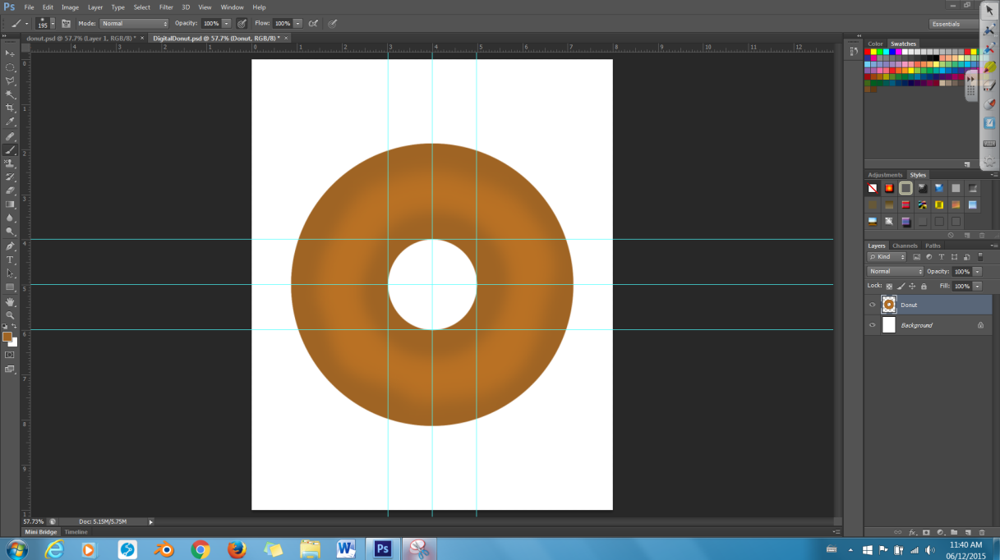 Ps File Edit Image Layer Type Select Filter 3D View Window Help
195 Mode: Normal Opacity: 100% Flow: 100% Essentials
donut.psd @ 57.7% (Layer 1, RGB/8) * × DigitalDonut.psd @ 57.7% (Donut, RGB/8) * ×
4 3 2 1 0 1 2 3 4 5 6 7 8 9 10 11 12
0
1
2
3
4
5
6
7
8
9
1
Color Swatches
Adjustments Styles
Layers Channels Paths
Kind
Normal Opacity: 100%
Lock: Fill: 100%
Donut
Background
fx
57.73% Doc: 5.15M/5.75M
Mini Bridge Timeline
Ps
11:40 AM
06/12/2015